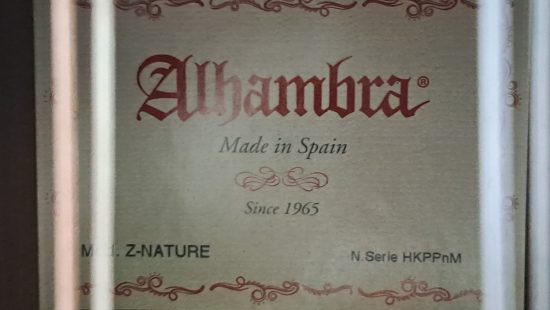 Alhambra®
Made in Spain
Since 1965
Z-NATURE
N.Serie HKPPnM